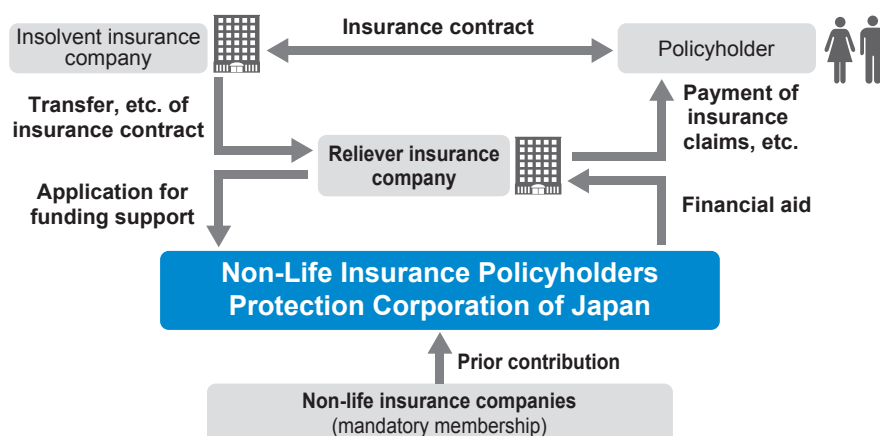 Insolvent insurance
company
Insurance contract
Policyholder
Transfer, etc. of
insurance contract
Payment of
insurance
claims, etc.
Reliever insurance
company
Application for
funding support
Financial aid
Non-Life Insurance Policyholders
Protection Corporation of Japan
Prior contribution
Non-life insurance companies
(mandatory membership)